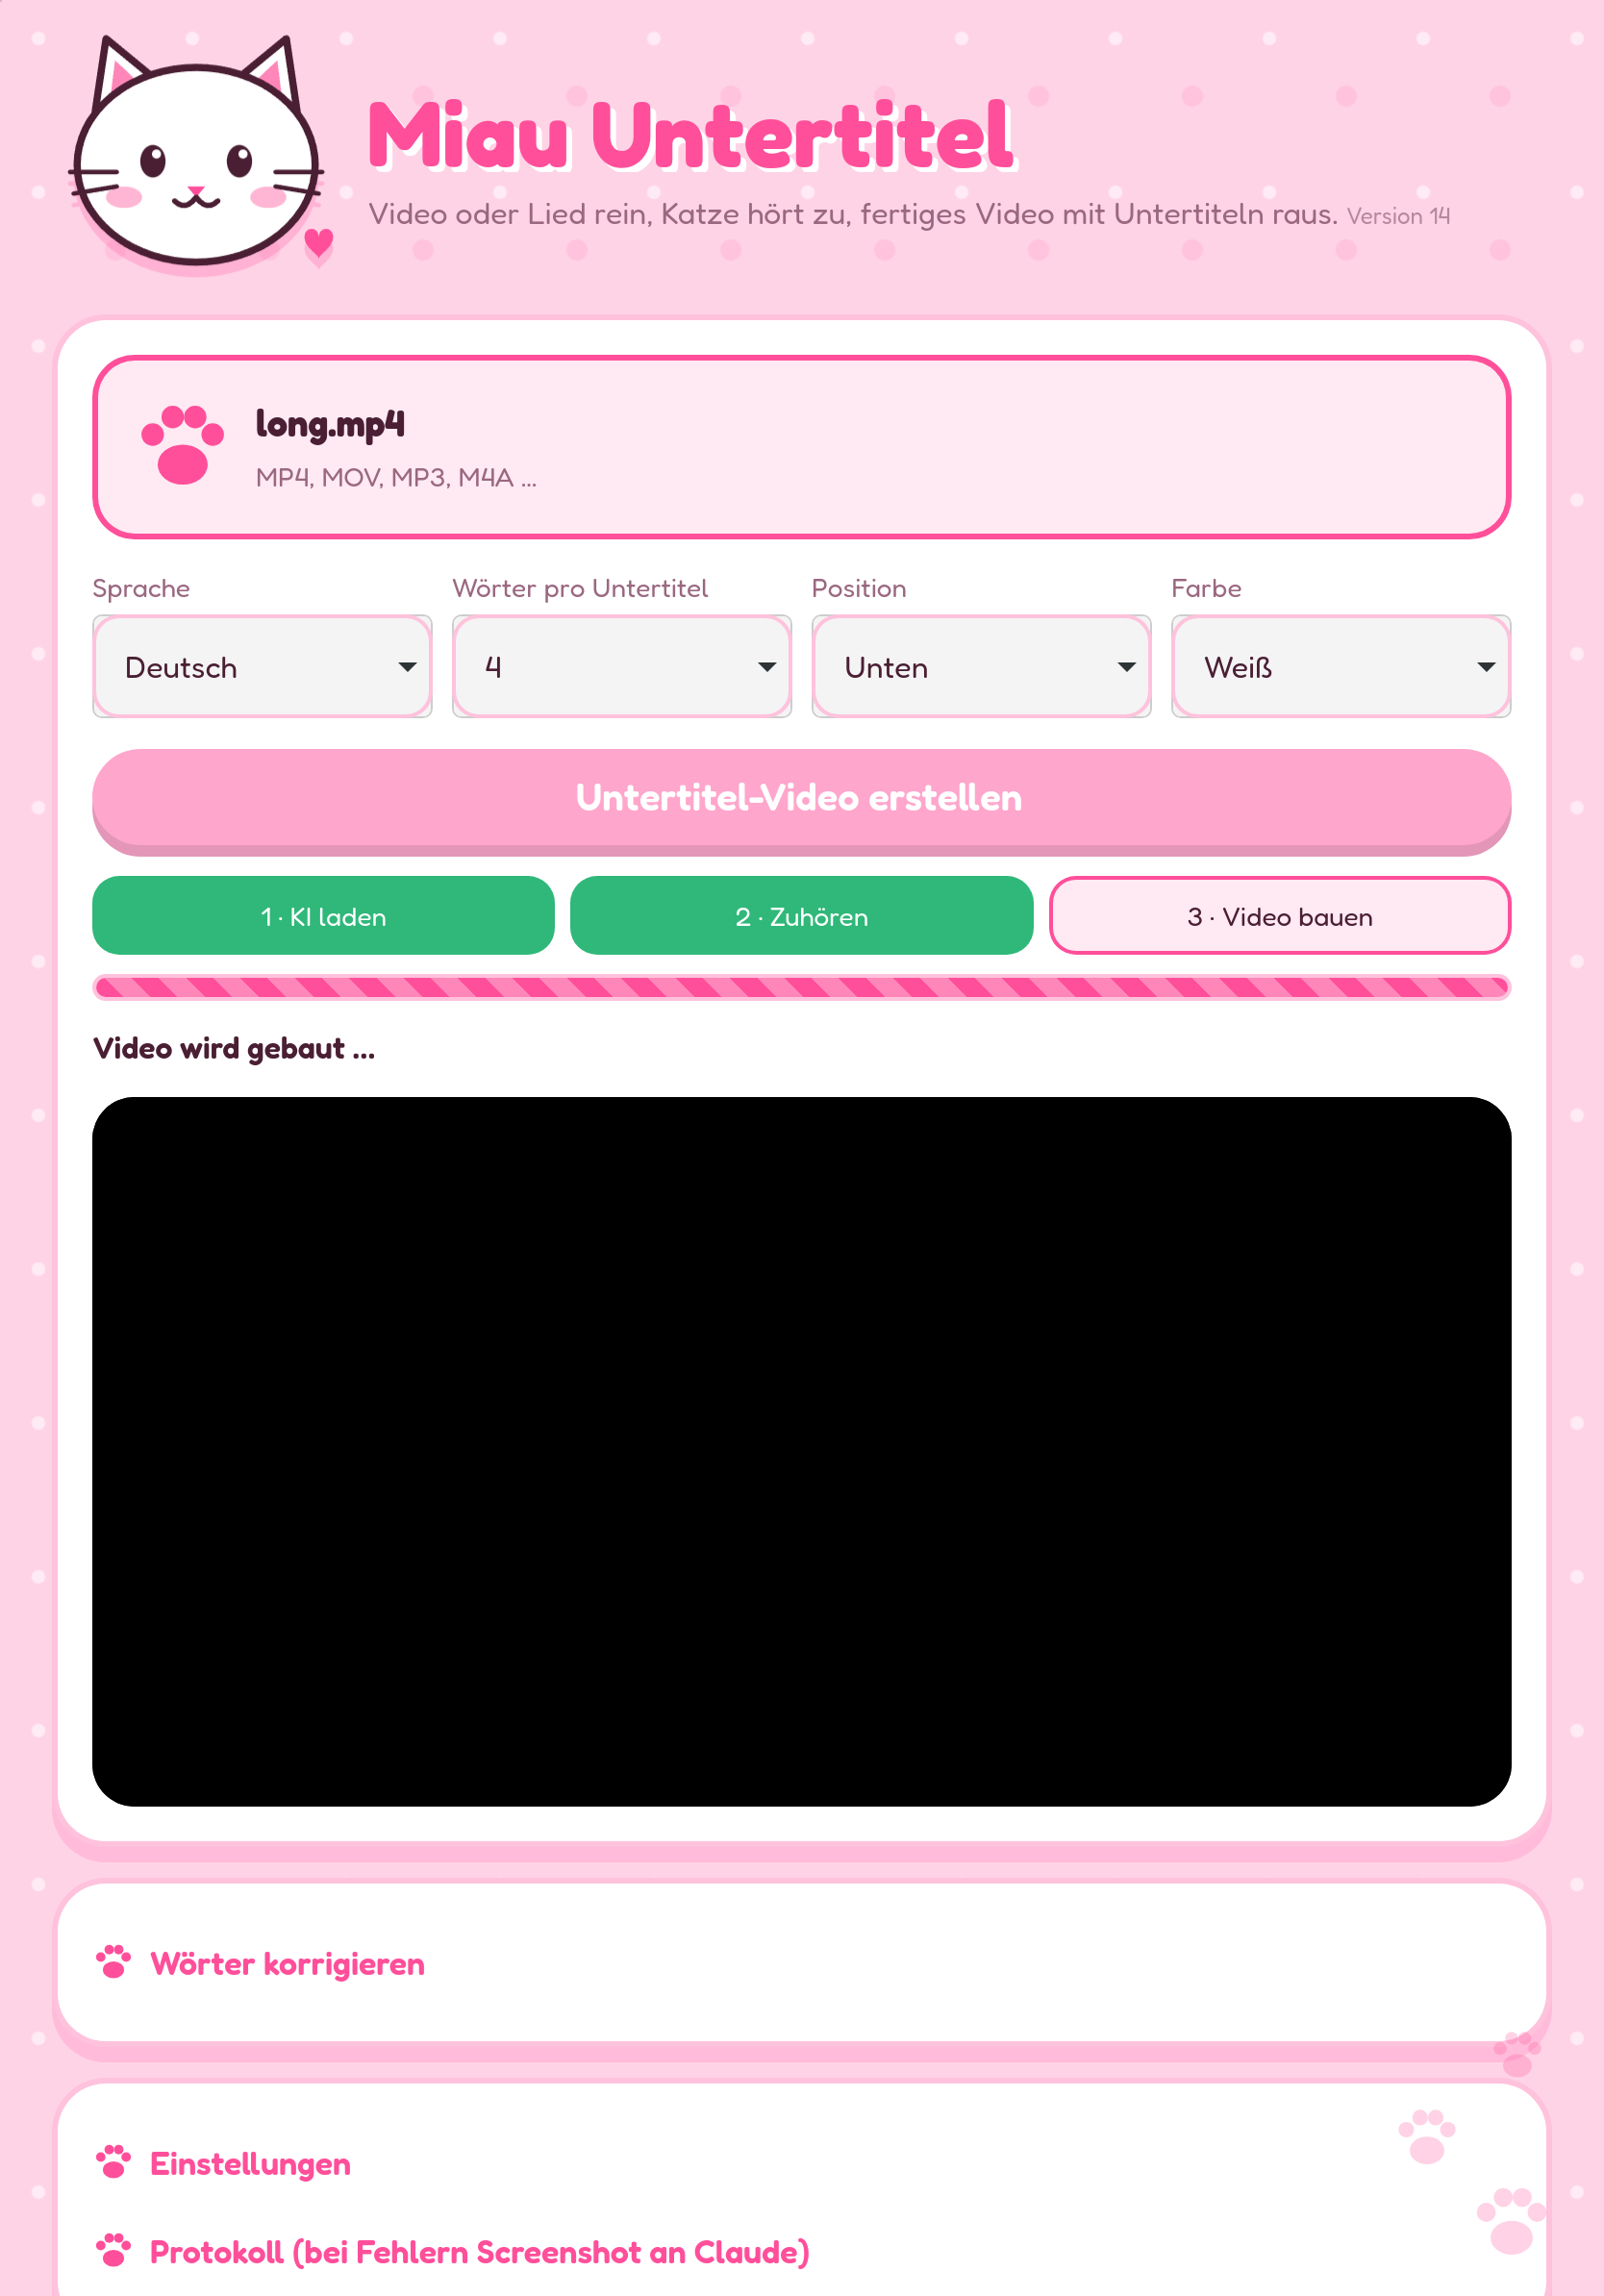 Miau Untertitel
Video oder Lied rein, Katze hört zu, fertiges Video mit Untertiteln raus. Version 14
long.mp4
MP4, MOV, MP3, M4A ...
Sprache
Wörter pro Untertitel
Position
Farbe
Deutsch
4
Unten
Weiß
Untertitel-Video erstellen
1 · KI laden
2 · Zuhören
3 · Video bauen
Video wird gebaut ...
Wörter korrigieren
Einstellungen
Protokoll (bei Fehlern Screenshot an Claude)